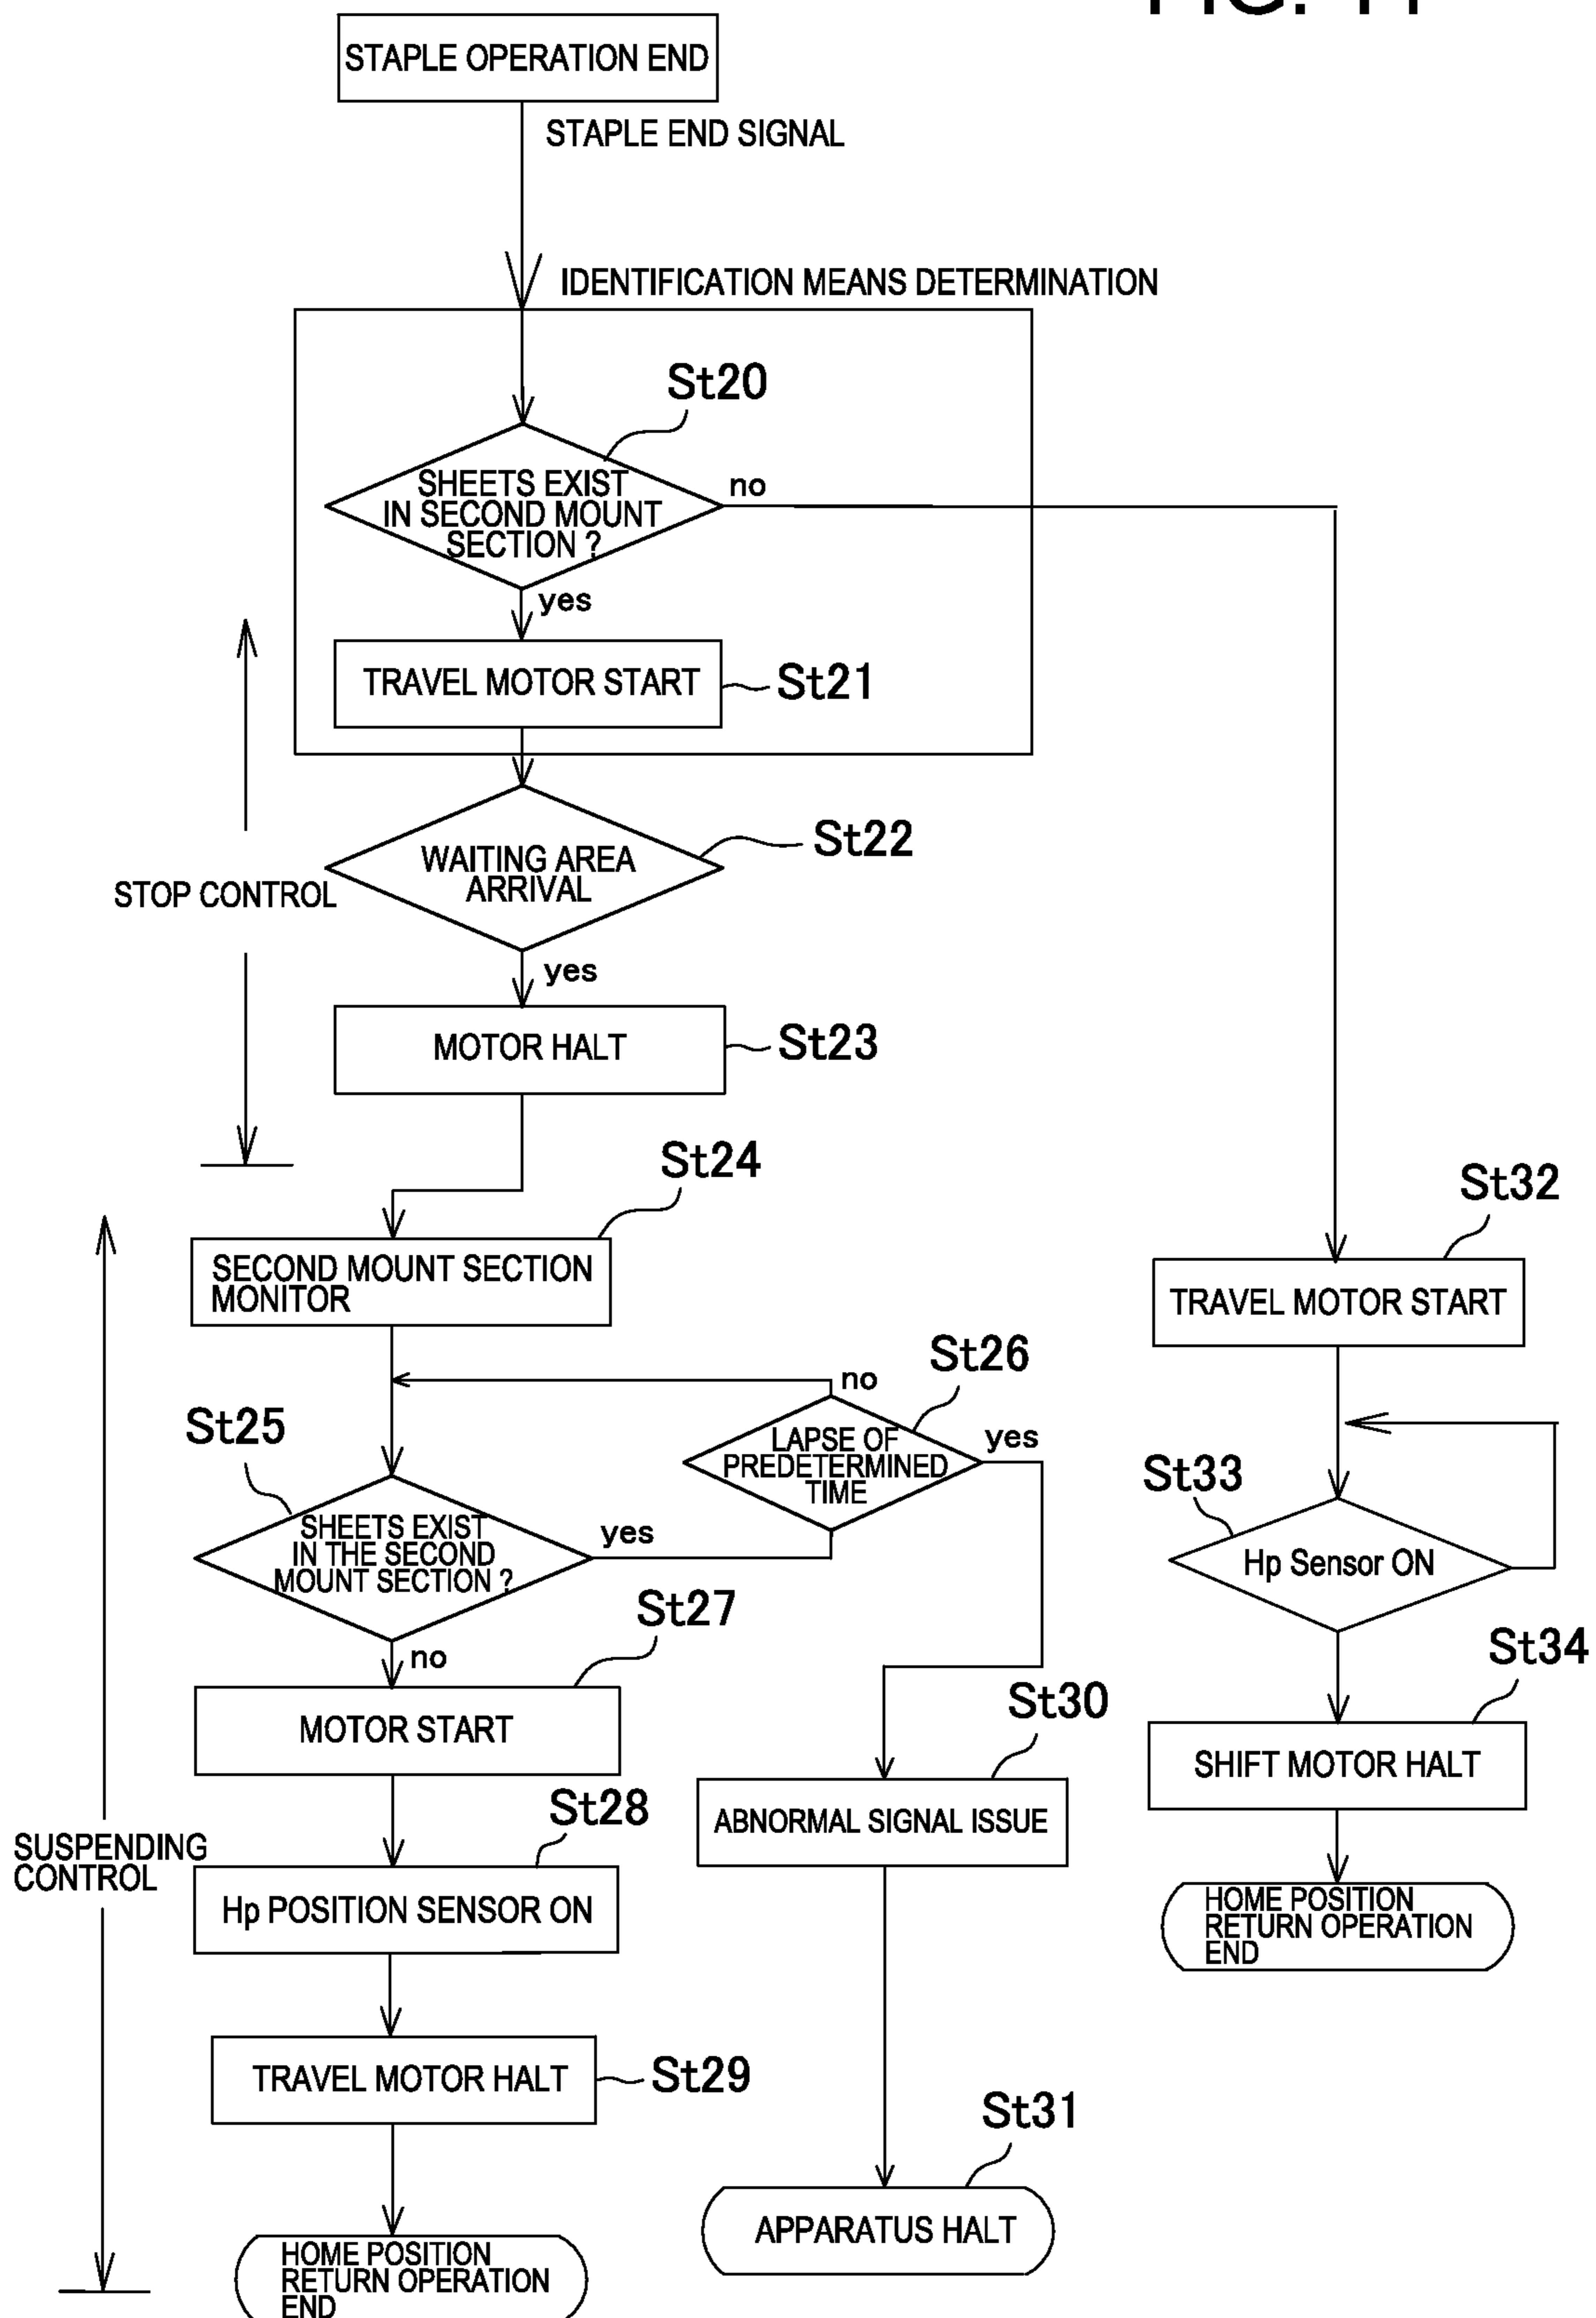 STAPLE OPERATION END
STAPLE END SIGNAL
IDENTIFICATION MEANS DETERMINATION
St20
SHEETS EXIST
IN SECOND MOUNT
SECTION ?
no
yes
TRAVEL MOTOR START
St21
WAITING AREA
ARRIVAL
St22
STOP CONTROL
yes
MOTOR HALT
St23
St24
SECOND MOUNT SECTION
MONITOR
St32
TRAVEL MOTOR START
St26
no
LAPSE OF
PREDETERMINED
TIME
yes
St25
SHEETS EXIST
IN THE SECOND
MOUNT SECTION ?
yes
no
St33
Hp Sensor ON
St27
MOTOR START
St34
SHIFT MOTOR HALT
St30
ABNORMAL SIGNAL ISSUE
St28
Hp POSITION SENSOR ON
SUSPENDING
CONTROL
HOME POSITION
RETURN OPERATION
END
TRAVEL MOTOR HALT
St29
St31
APPARATUS HALT
HOME POSITION
RETURN OPERATION
END